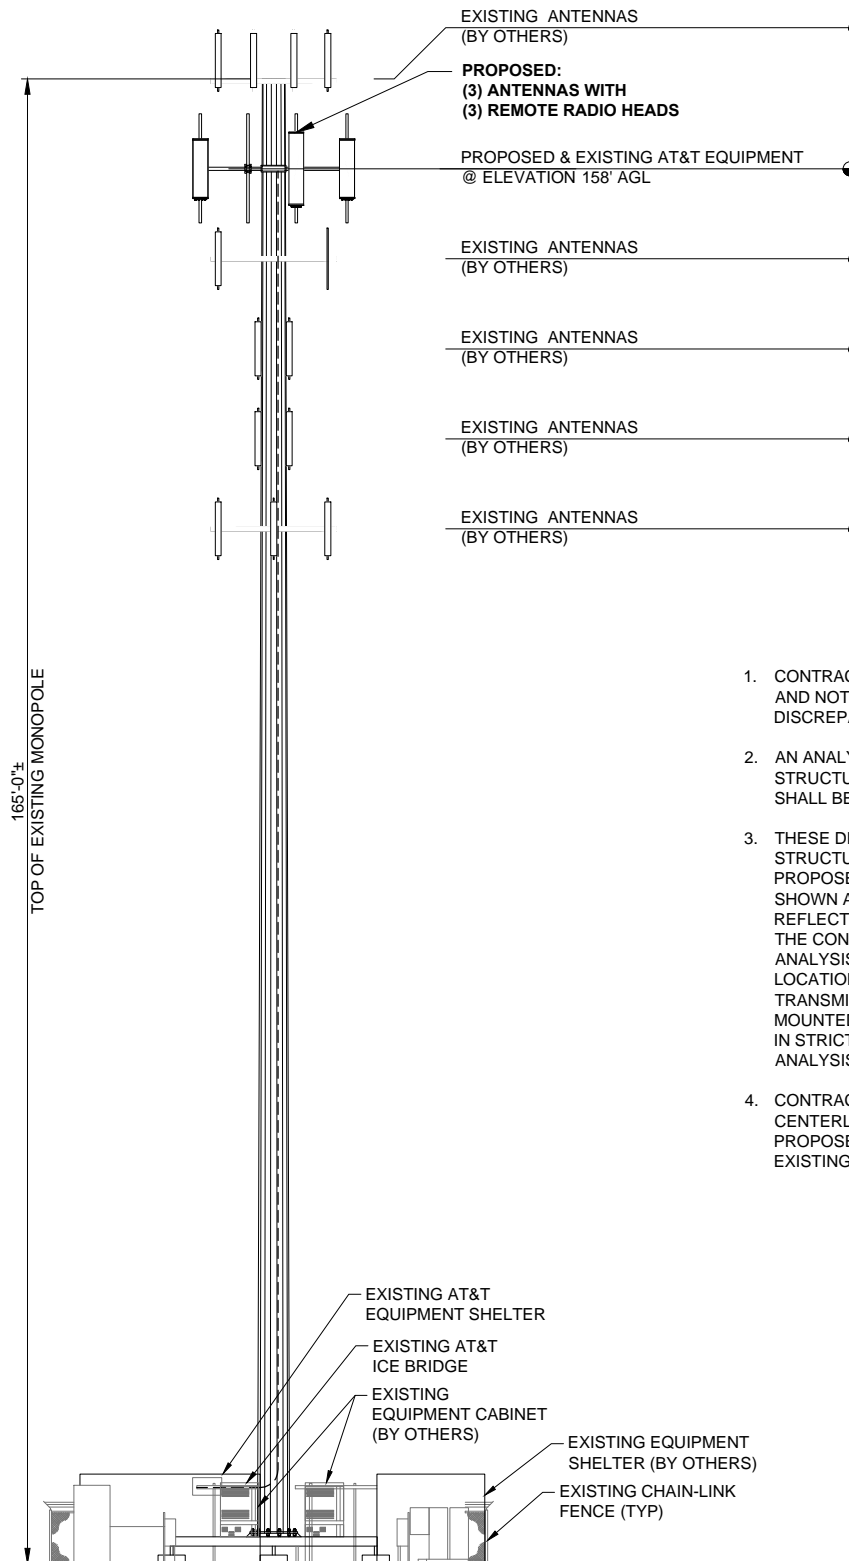 EXISTING ANTENNAS
(BY OTHERS)
PROPOSED:
(3) ANTENNAS WITH
(3) REMOTE RADIO HEADS
PROPOSED & EXISTING AT&T EQUIPMENT
@ ELEVATION 158' AGL
EXISTING ANTENNAS
(BY OTHERS)
EXISTING ANTENNAS
(BY OTHERS)
EXISTING ANTENNAS
(BY OTHERS)
EXISTING ANTENNAS
(BY OTHERS)
165'-0"±
TOP OF EXISTING MONOPOLE
1. CONTRAC
AND NOT
DISCREP
2. AN ANALY
STRUCTU
SHALL BE
3. THESE D
STRUCTU
PROPOSE
SHOWN A
REFLECT
THE CON
ANALYSIS
LOCATION
TRANSMI
MOUNTE
IN STRICT
ANALYSIS
4. CONTRAC
CENTERL
PROPOSE
EXISTING
EXISTING AT&T
EQUIPMENT SHELTER
EXISTING AT&T
ICE BRIDGE
EXISTING
EQUIPMENT CABINET
(BY OTHERS)
EXISTING EQUIPMENT
SHELTER (BY OTHERS)
EXISTING CHAIN-LINK
FENCE (TYP)